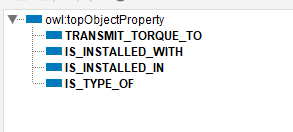 owl:topObjectProperty
TRANSMIT_TORQUE_TO
IS_INSTALLED_WITH
IS_INSTALLED_IN
IS_TYPE_OF